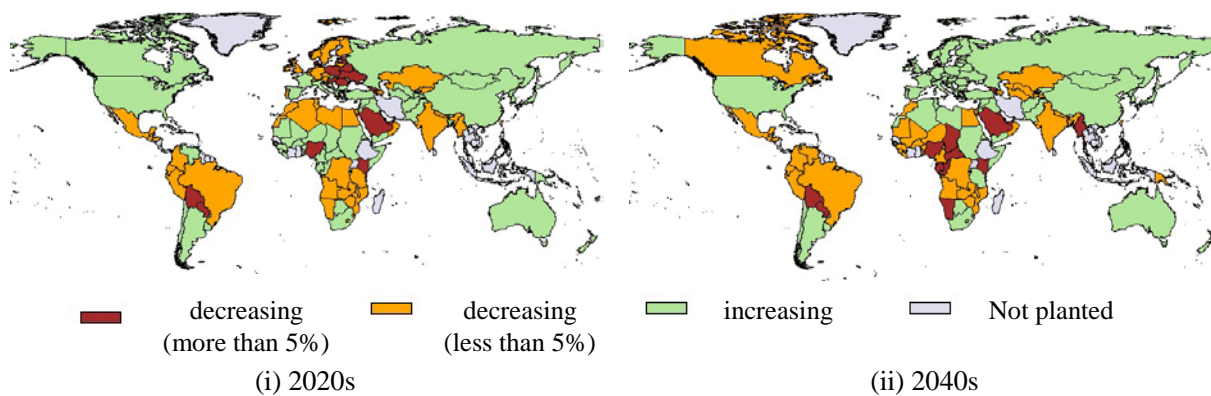 decreasing
(more than 5%)
decreasing
(less than 5%)
increasing
Not planted
(i) 2020s
(ii) 2040s